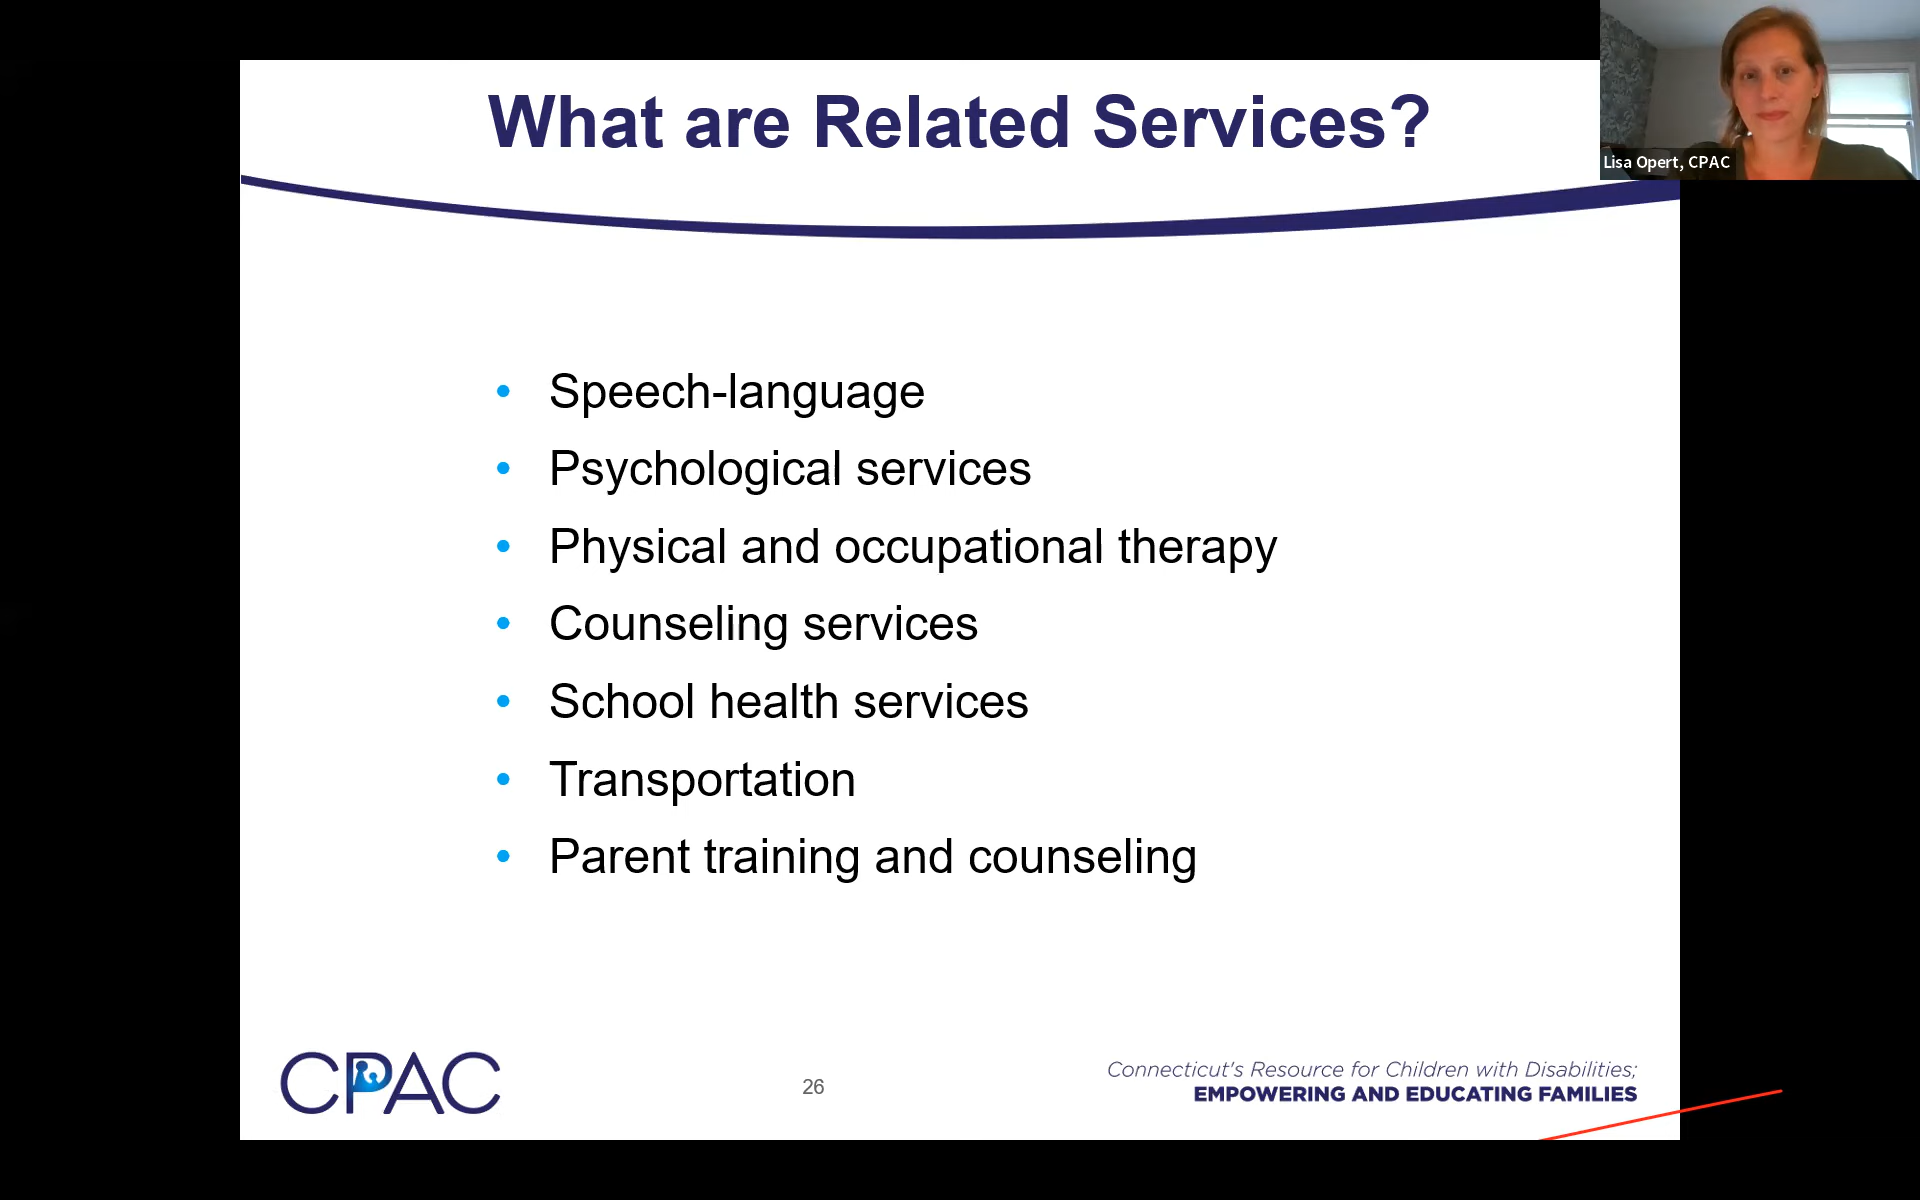 What are Related Services?
Lisa Opert, CPAC
• Speech-language
• Psychological services
• Physical and occupational therapy
• Counseling services
• School health services
• Transportation
• Parent training and counseling
CPAC
26
Connecticut's Resource for Children with Disabilities;
EMPOWERING AND EDUCATING FAMILIES